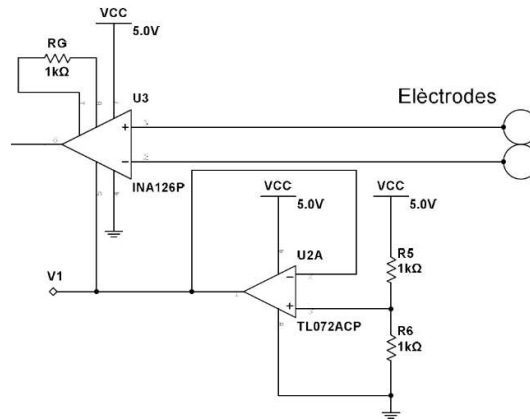 VCC
5.0V
RG
1kΩ
U3
INA126P
Elèctrodes
VCC
5.0V
VCC
5.0V
U2A
TL072ACP
R5
1kΩ
R6
1kΩ
V1